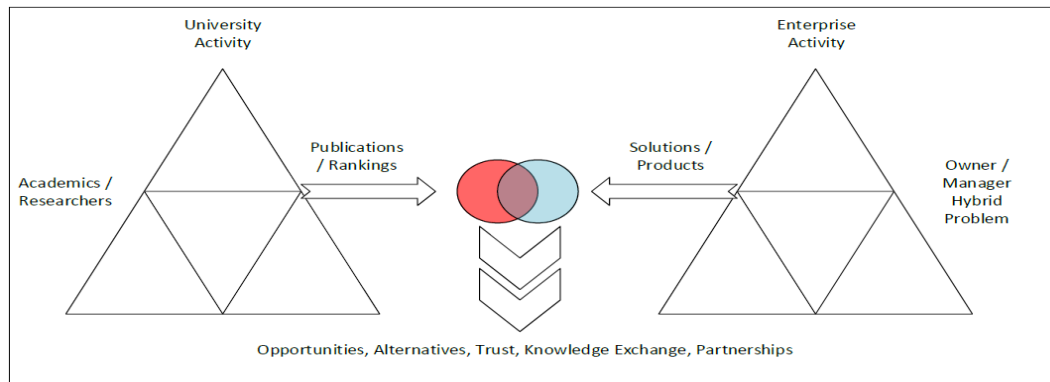 University
Activity
Enterprise
Activity
Publications
/ Rankings
Solutions /
Products
Academics /
Researchers
Owner /
Manager
Hybrid
Problem
Opportunities, Alternatives, Trust, Knowledge Exchange, Partnerships